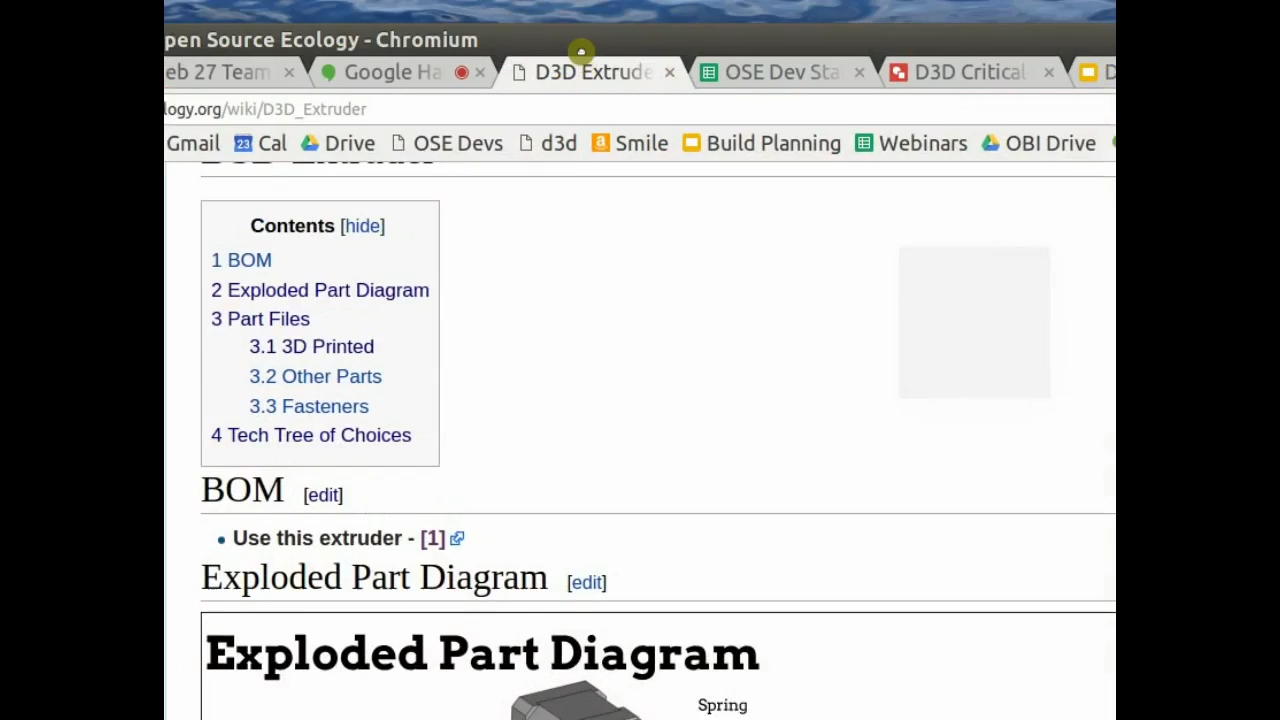 pen Source Ecology - Chromium
eb 27 Team
Google Ha
D3D Extrude
OSE Dev Sta
D3D Critical
D
logy.org/wiki/D3D_Extruder
Gmail
Cal
Drive
OSE Devs
d3d
Smile
Build Planning
Webinars
OBI Drive
Contents [hide]
1 BOM
2 Exploded Part Diagram
3 Part Files
3.1 3D Printed
3.2 Other Parts
3.3 Fasteners
4 Tech Tree of Choices
BOM [edit]
Use this extruder - [1]
Exploded Part Diagram [edit]
Exploded Part Diagram
Spring